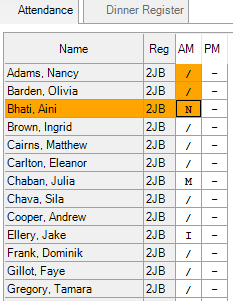 Attendance Dinner Register
Name Reg AM PM
Adams, Nancy 2JB / –
Barden, Olivia 2JB / –
Bhati, Aini 2JB N –
Brown, Ingrid 2JB / –
Cairns, Matthew 2JB / –
Carlton, Eleanor 2JB / –
Chaban, Julia 2JB M –
Chava, Sila 2JB / –
Cooper, Andrew 2JB / –
Ellery, Jake 2JB I –
Frank, Dominik 2JB / –
Gillot, Faye 2JB / –
Gregory, Tamara 2JB / –